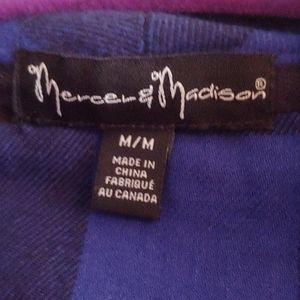 Mercer & Madison®
M/M
MADE IN
CHINA
FABRIQUÉ
AU CANADA